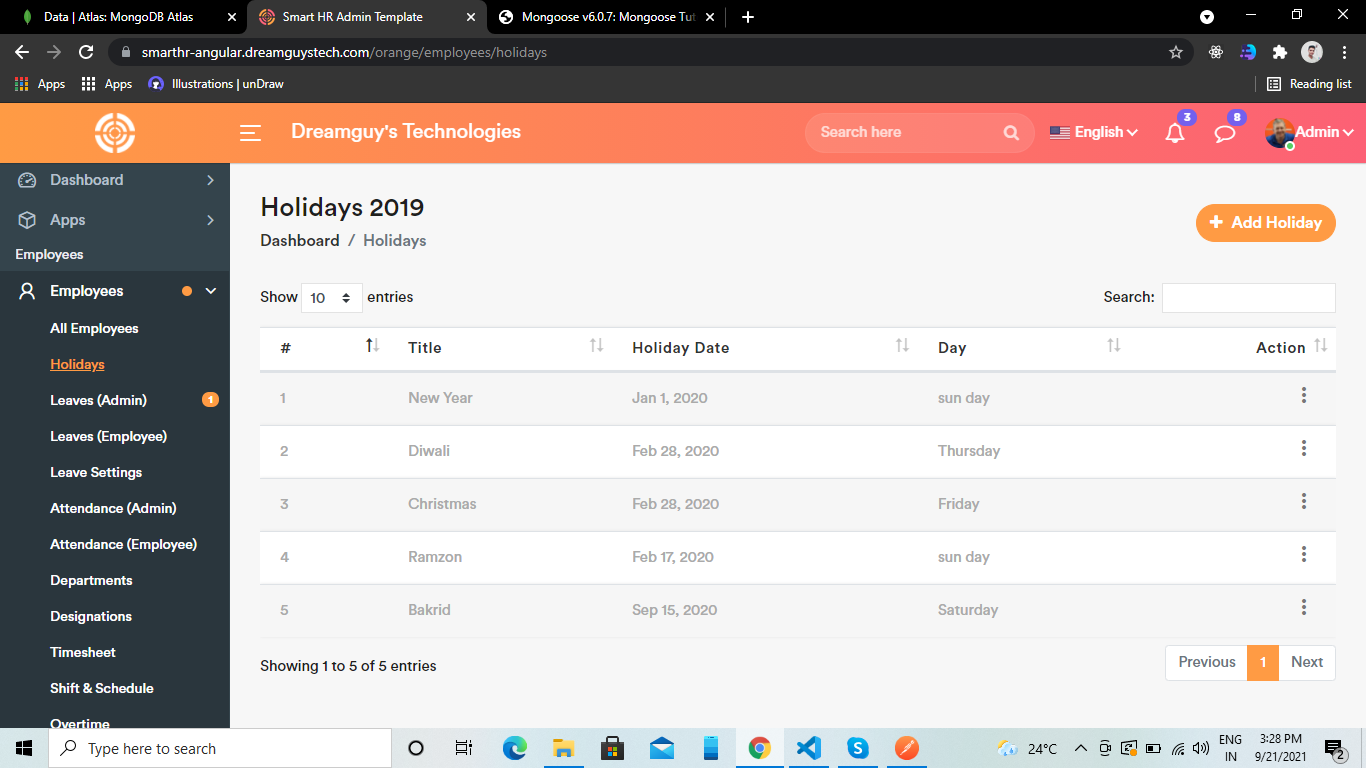 Data | Atlas: MongoDB Atlas
Smart HR Admin Template
Mongoose v6.0.7: Mongoose Tut
smarthr-angular.dreamguystech.com/orange/employees/holidays
Apps
Apps
Illustrations | unDraw
Reading list
Dreamguy's Technologies
Search here
English
3
8
Admin
Dashboard
Apps
Employees
Employees
All Employees
Holidays
Leaves (Admin)
1
Leaves (Employee)
Leave Settings
Attendance (Admin)
Attendance (Employee)
Departments
Designations
Timesheet
Shift & Schedule
Overtime
Holidays 2019
Dashboard / Holidays
+ Add Holiday
Show 10 entries
Search:
# Title Holiday Date Day Action
1 New Year Jan 1, 2020 sun day
2 Diwali Feb 28, 2020 Thursday
3 Christmas Feb 28, 2020 Friday
4 Ramzon Feb 17, 2020 sun day
5 Bakrid Sep 15, 2020 Saturday
Showing 1 to 5 of 5 entries
Previous 1 Next
Type here to search
24°C
ENG
IN
3:28 PM
9/21/2021
2